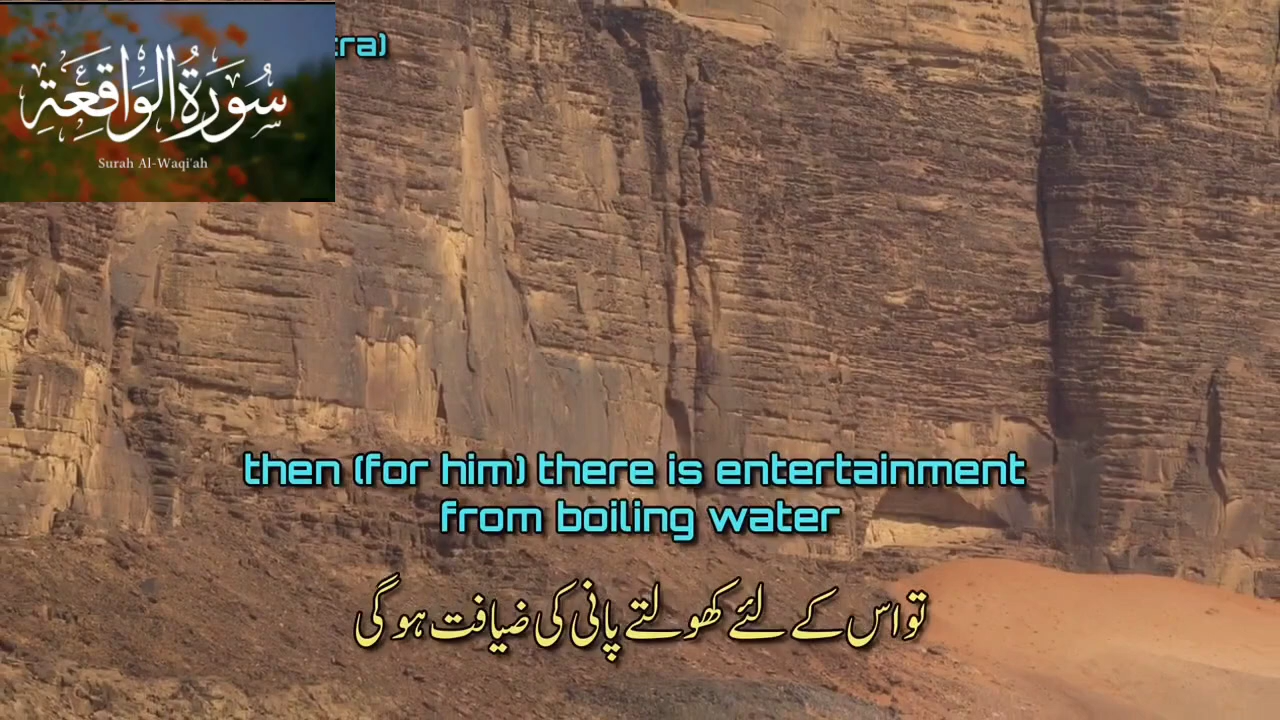 سُورَةُ الْوَاقِعَة
Surah Al-Waqi'ah
then (for him) there is entertainment
from boiling water
تو اس کے لئے کھولتے پانی کی ضیافت ہو گی